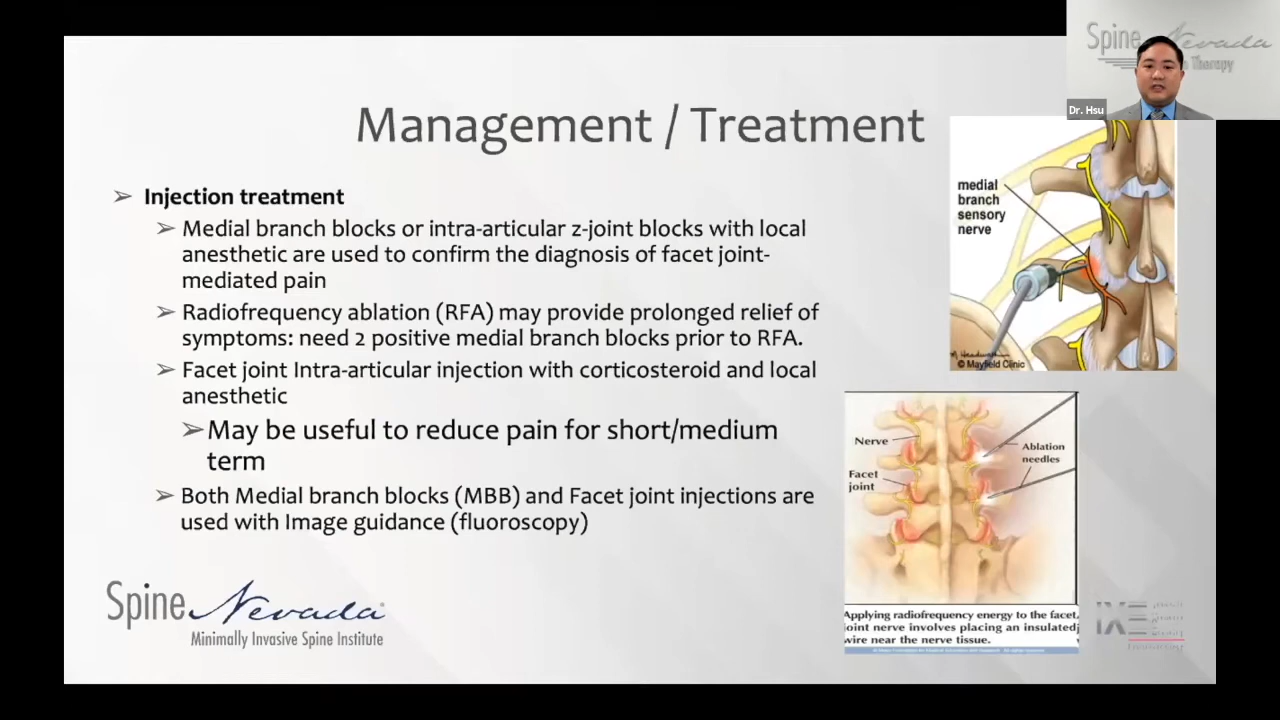 Spine Nevada
Therapy
Dr. Hsu
Management / Treatment
➢ Injection treatment
➢ Medial branch blocks or intra-articular z-joint blocks with local
anesthetic are used to confirm the diagnosis of facet joint-
mediated pain
➢ Radiofrequency ablation (RFA) may provide prolonged relief of
symptoms: need 2 positive medial branch blocks prior to RFA.
➢ Facet joint Intra-articular injection with corticosteroid and local
anesthetic
➢ May be useful to reduce pain for short/medium
term
➢ Both Medial branch blocks (MBB) and Facet joint injections are
used with Image guidance (fluoroscopy)
medial
branch
sensory
nerve
© Mayfield Clinic
Nerve
Facet
joint
Ablation
needles
Applying radiofrequency energy to the facet
joint nerve involves placing an insulated
wire near the nerve tissue.
Spine Nevada
Minimally Invasive Spine Institute